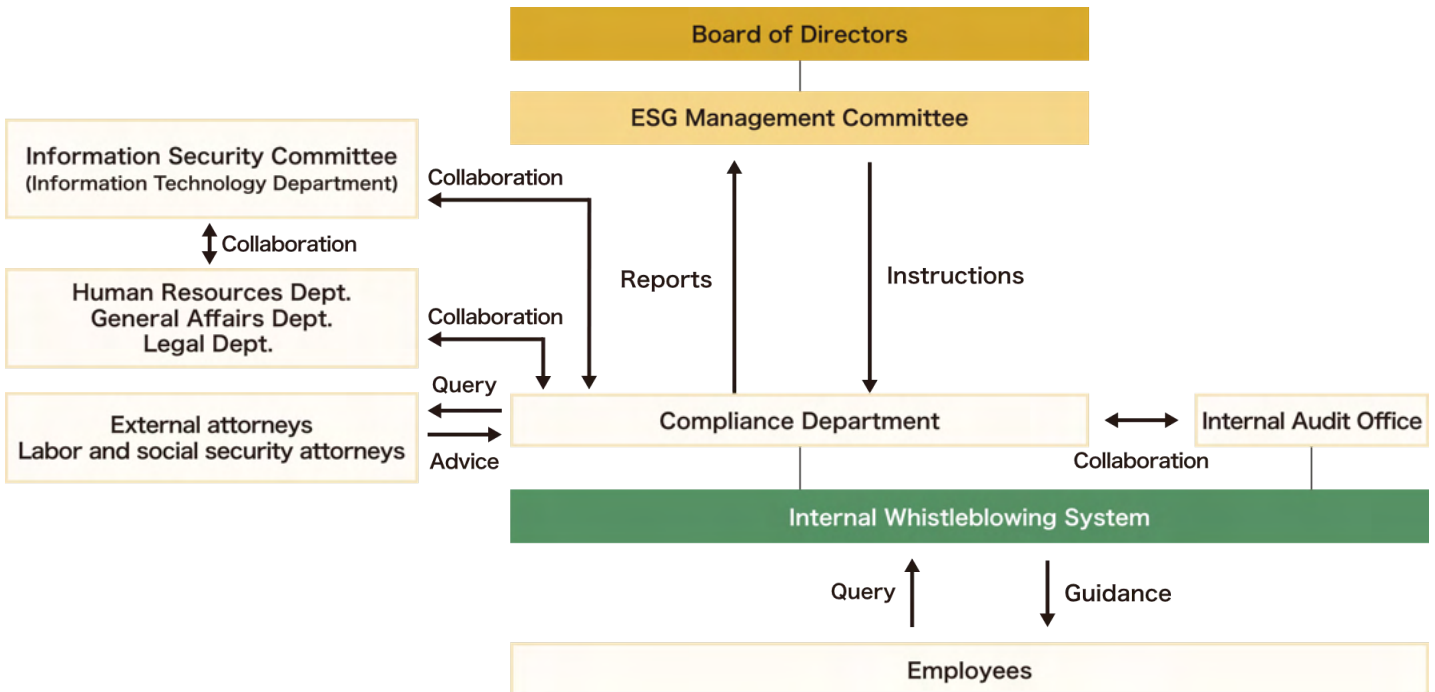 Board of Directors
ESG Management Committee
Information Security Committee
(Information Technology Department)
Collaboration
Collaboration
Human Resources Dept.
General Affairs Dept.
Legal Dept.
Collaboration
Reports
Instructions
Query
External attorneys
Labor and social security attorneys
Advice
Compliance Department
Internal Audit Office
Collaboration
Internal Whistleblowing System
Query
Guidance
Employees